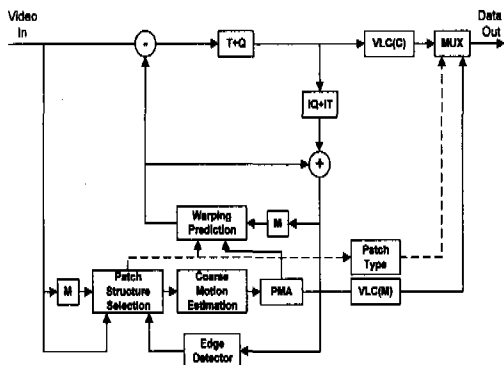 Video
In
-
T+Q
VLC(C)
MUX
Data
Out
IQ+IT
+
Warping
Prediction
M
Patch
Type
M
Patch
Structure
Selection
Coarse
Motion
Estimation
PMA
VLC(M)
Edge
Detector